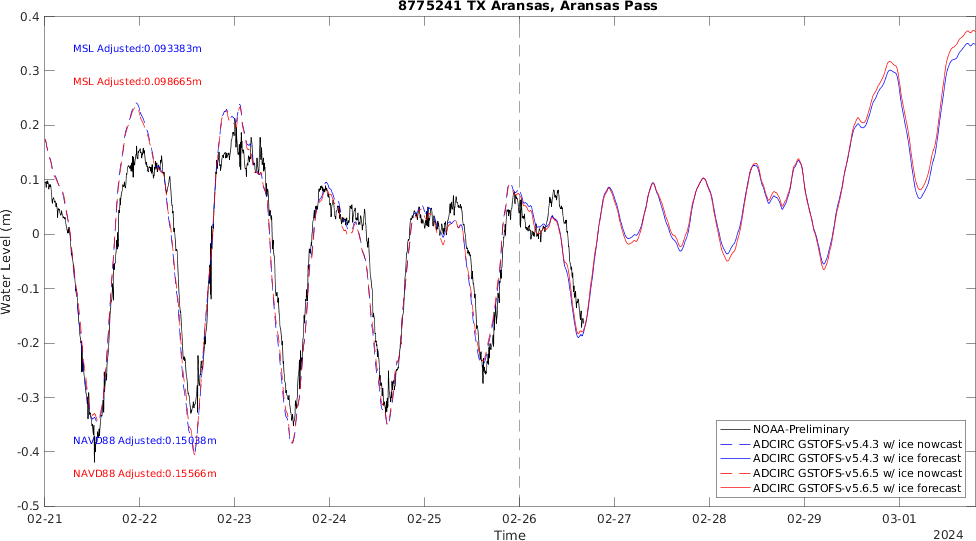 8775241 TX Aransas, Aransas Pass
0.4
0.3
0.2
0.1
0
-0.1
-0.2
-0.3
-0.4
-0.5
Water Level (m)
MSL Adjusted:0.093383m
MSL Adjusted:0.098665m
NAVD88 Adjusted:0.15038m
NAVD88 Adjusted:0.15566m
NOAA-Preliminary
ADCIRC GSTOFS-v5.4.3 w/ ice nowcast
ADCIRC GSTOFS-v5.4.3 w/ ice forecast
ADCIRC GSTOFS-v5.6.5 w/ ice nowcast
ADCIRC GSTOFS-v5.6.5 w/ ice forecast
02-21 02-22 02-23 02-24 02-25 02-26 02-27 02-28 02-29 03-01
Time
2024